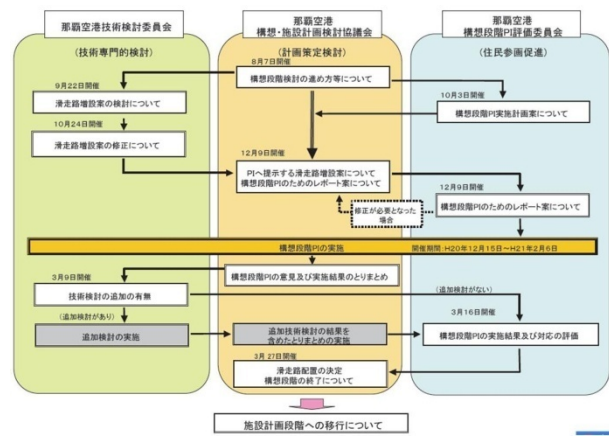 那覇空港技術検討委員会
(技術専門的検討)
那覇空港
構想・施設計画検討協議会
(計画策定検討)
那覇空港
構想段階PI評価委員会
(住民参画促進)
8月7日開催
構想段階検討の進め方等について
9月22日開催
滑走路増設案の検討について
10月3日開催
構想段階PI実施計画案について
10月24日開催
滑走路増設案の修正について
12月9日開催
PIへ提示する滑走路増設案について
構想段階PIのためのレポート案について
12月9日開催
構想段階PIのためのレポート案について
修正が必要となった
場合
構想段階PIの実施
開催期間:H20年12月15日~H21年2月6日
構想段階PIの意見及び実施結果のとりまとめ
3月9日開催
技術検討の追加の有無
(追加検討がない)
(追加検討があり)
追加検討の実施
追加技術検討の結果を
含めたとりまとめの実施
3月16日開催
構想段階PIの実施結果及び対応の評価
3月27日開催
滑走路配置の決定
構想段階の終了について
施設計画段階への移行について